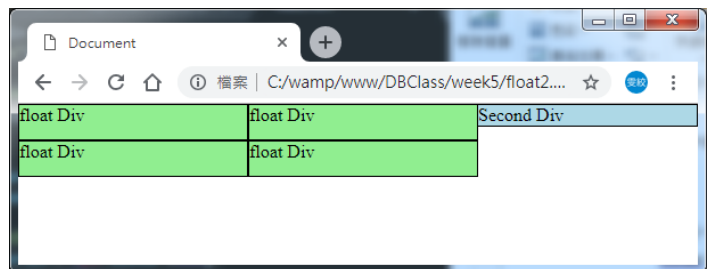 Document
檔案 | C:/wamp/www/DBClass/week5/float2....
float Div float Div Second Div
float Div float Div